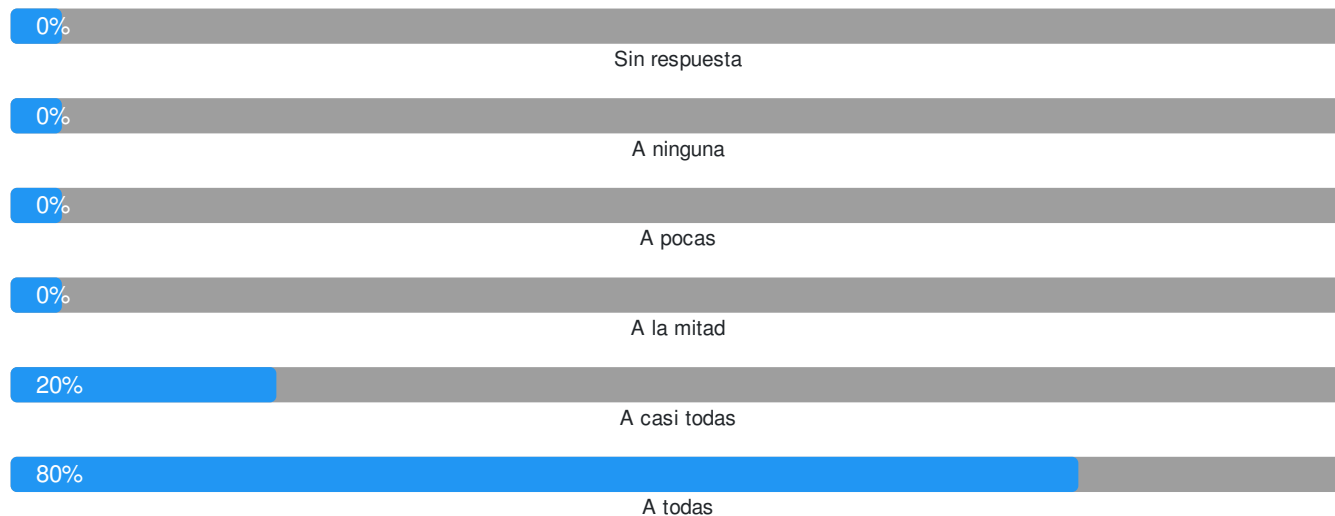 0%
Sin respuesta
0%
A ninguna
0%
A pocas
0%
A la mitad
20%
A casi todas
80%
A todas